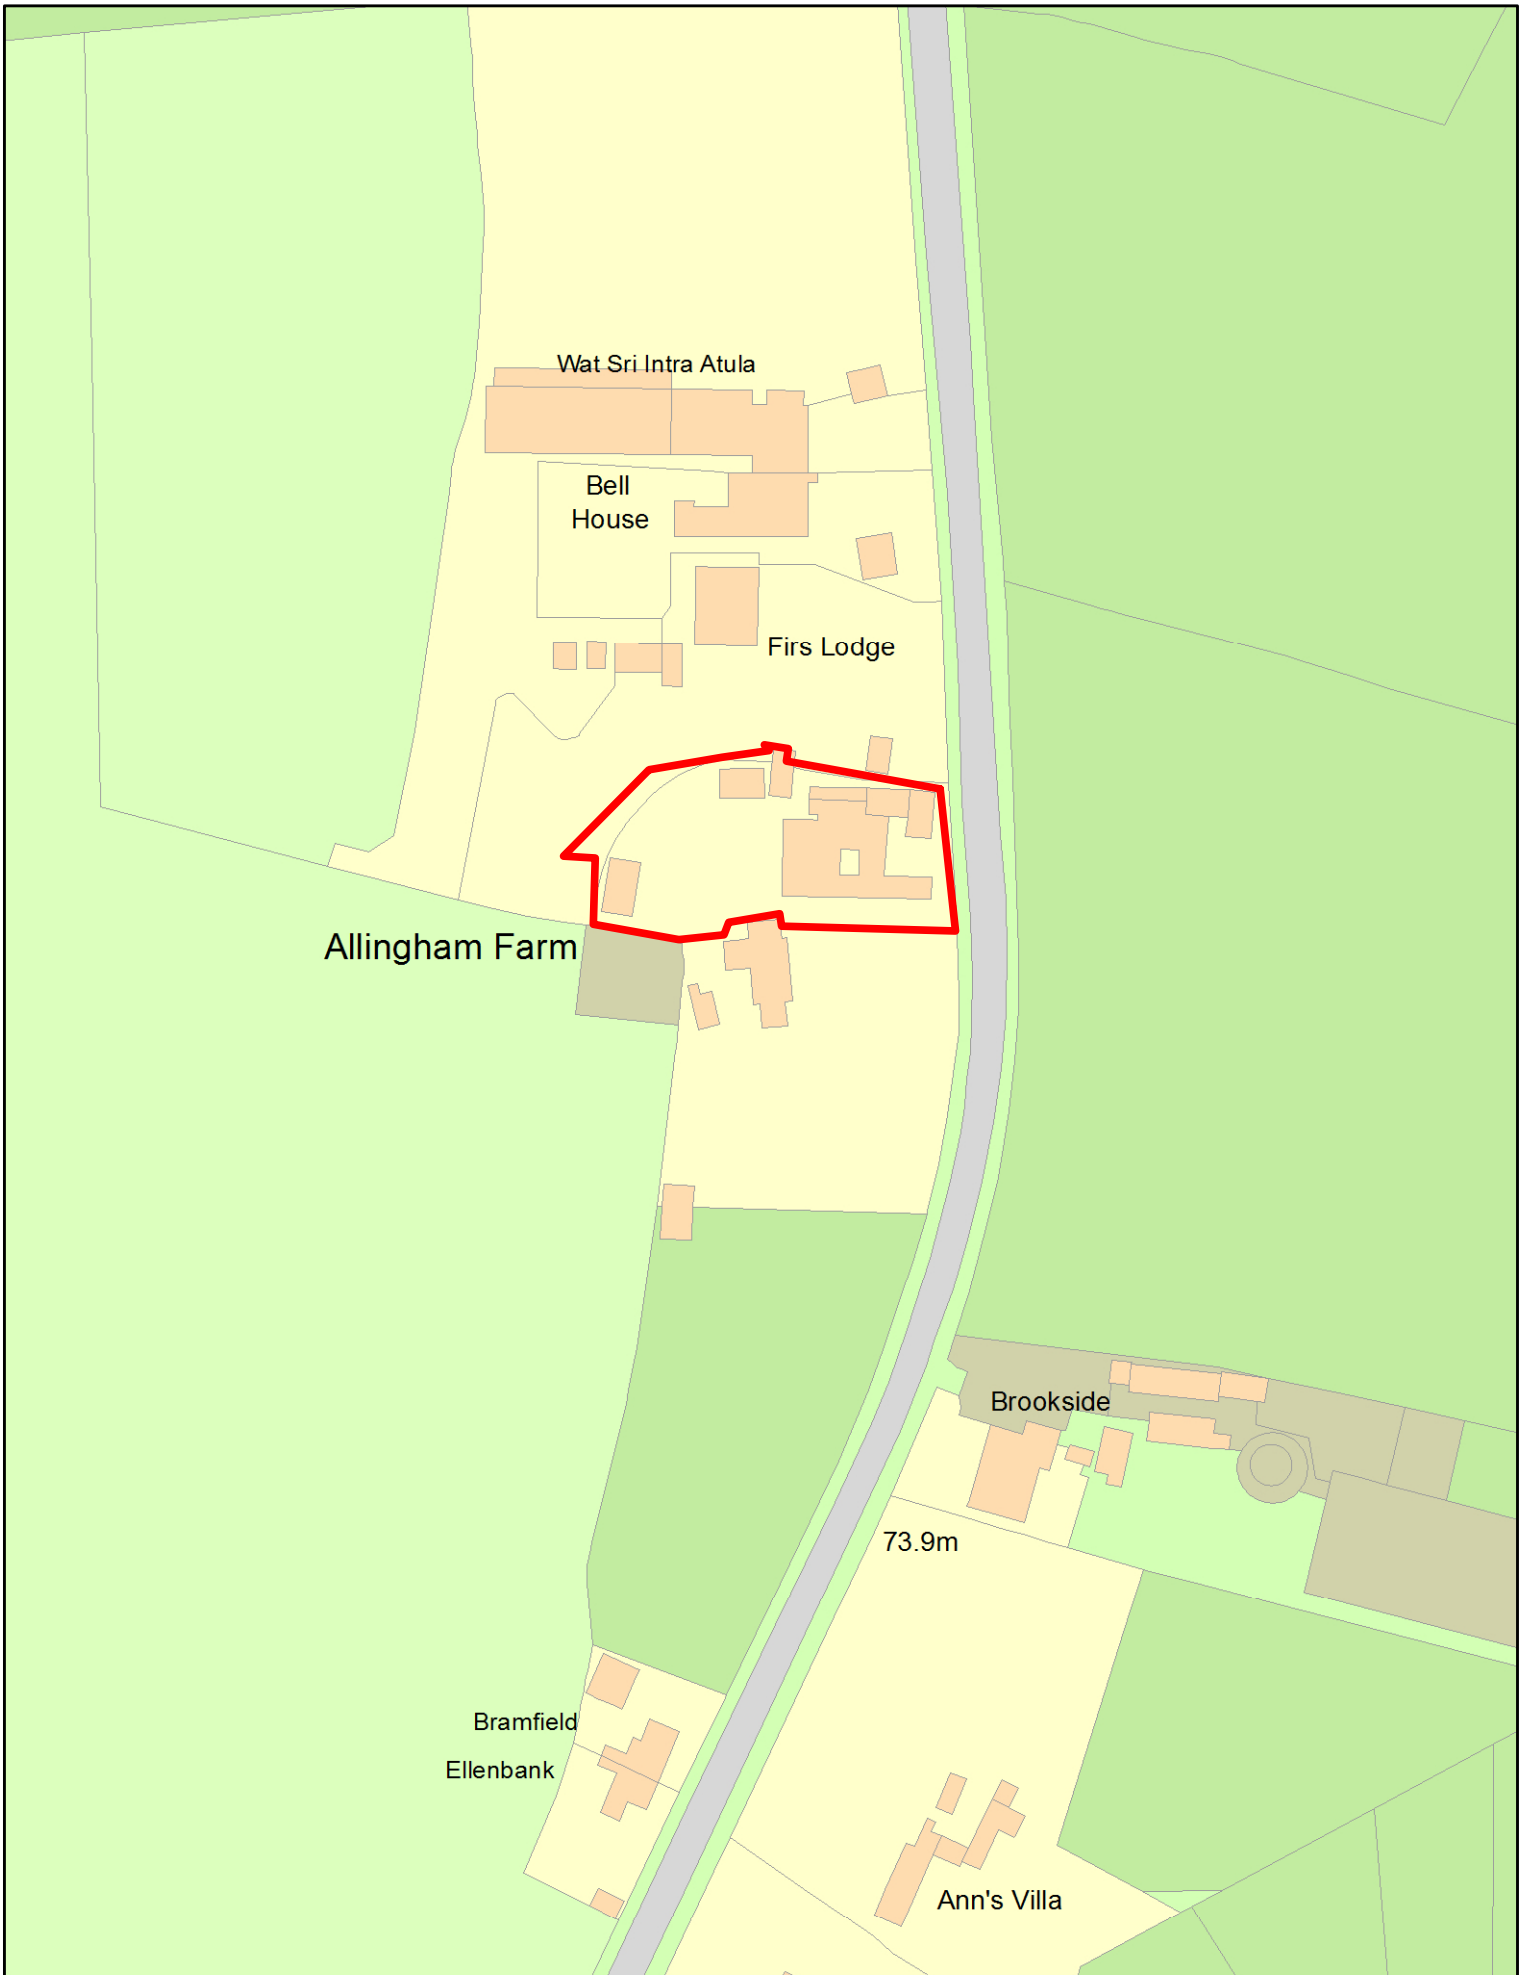 Wat Sri Intra Atula
Bell
House
Firs Lodge
Allingham Farm
Brookside
73.9m
Bramfield
Ellenbank
Ann's Villa